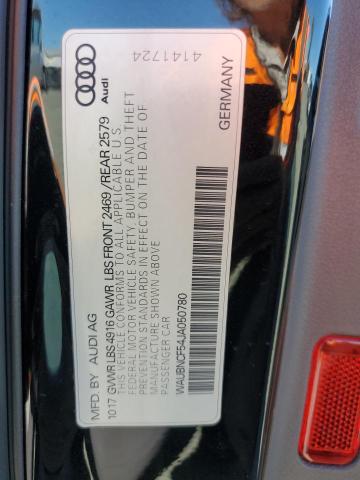 MFD. BY AUDI AG
10 17 GVWR LBS 4916 GAWR LBS FRONT 2469 / REAR 2579
THIS VEHICLE CONFORMS TO ALL APPLICABLE U.S.
FEDERAL MOTOR VEHICLE SAFETY, BUMPER AND THEFT
PREVENTION STANDARDS IN EFFECT ON THE DATE OF
MANUFACTURE SHOWN ABOVE
PASSENGER CAR
WAUBNCF54JA050780
Audi
4141724
GERMANY